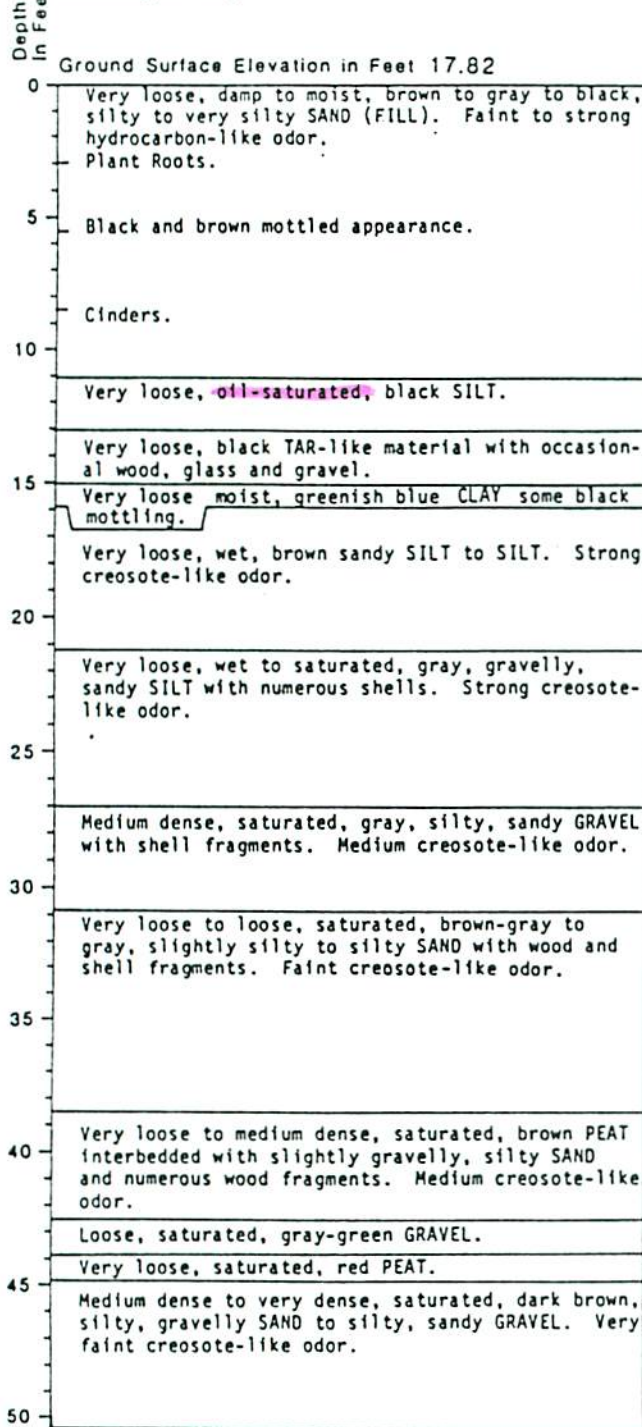 Depth
In Feet
Ground Surface Elevation in Feet 17.82
0
Very loose, damp to moist, brown to gray to black,
silty to very silty SAND (FILL). Faint to strong
hydrocarbon-like odor.
Plant Roots.
5
Black and brown mottled appearance.
Cinders.
10
Very loose, oil-saturated, black SILT.
Very loose, black TAR-like material with occasion-
al wood, glass and gravel.
15
Very loose moist, greenish blue CLAY some black
mottling.
Very loose, wet, brown sandy SILT to SILT. Strong
creosote-like odor.
20
Very loose, wet to saturated, gray, gravelly,
sandy SILT with numerous shells. Strong creosote-
like odor.
25
Medium dense, saturated, gray, silty, sandy GRAVEL
with shell fragments. Medium creosote-like odor.
30
Very loose to loose, saturated, brown-gray to
gray, slightly silty to silty SAND with wood and
shell fragments. Faint creosote-like odor.
35
Very loose to medium dense, saturated, brown PEAT
40
interbedded with slightly gravelly, silty SAND
and numerous wood fragments. Medium creosote-like
odor.
Loose, saturated, gray-green GRAVEL.
Very loose, saturated, red PEAT.
45
Medium dense to very dense, saturated, dark brown,
silty, gravelly SAND to silty, sandy GRAVEL. Very
faint creosote-like odor.
50